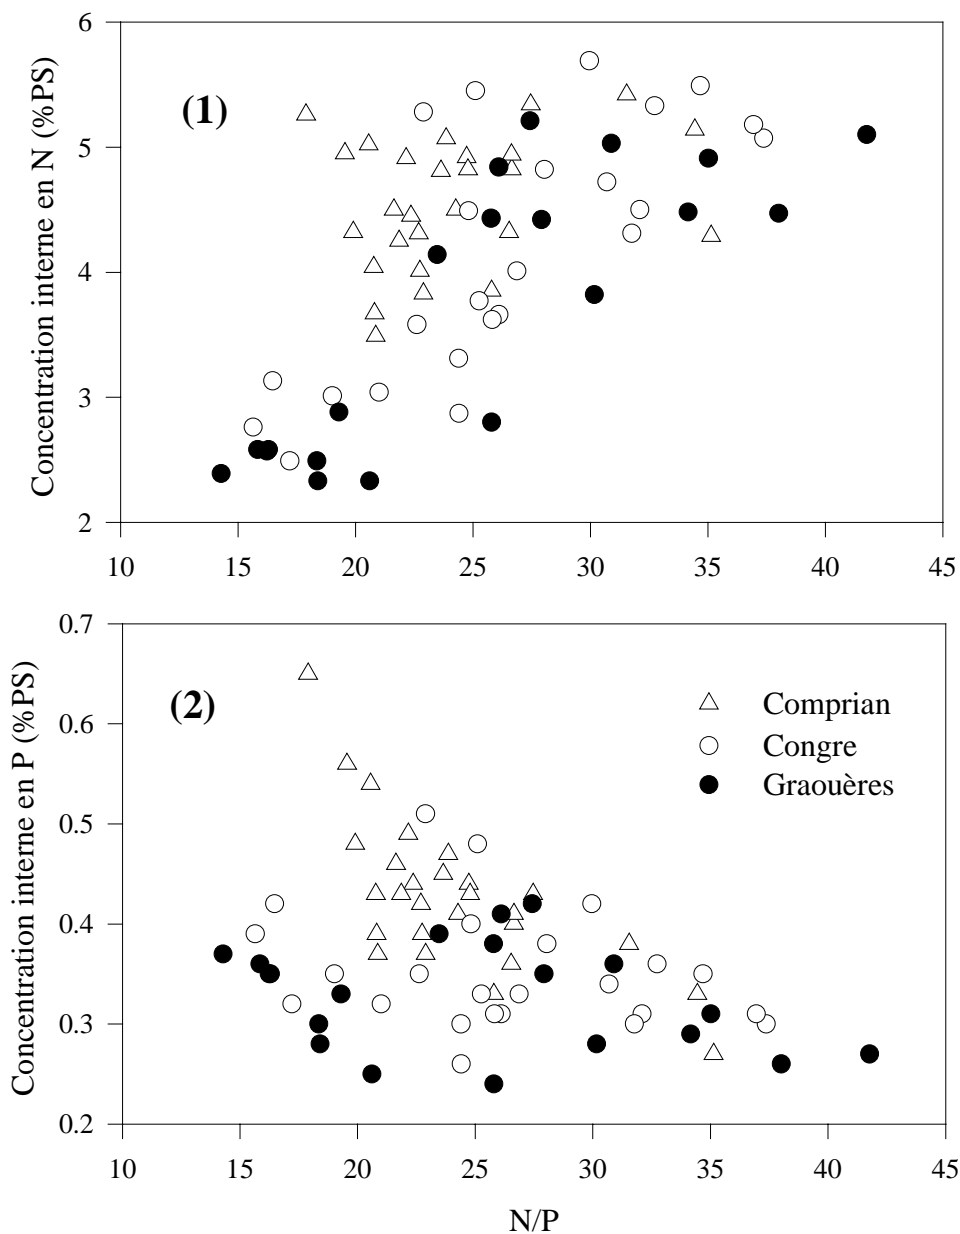 6
5
4
3
2
Concentration interne en N (%PS)
(1)
10 15 20 25 30 35 40 45
0.7
0.6
0.5
0.4
0.3
0.2
Concentration interne en P (%PS)
(2)
Comprian
Congre
Graouères
10 15 20 25 30 35 40 45
N/P